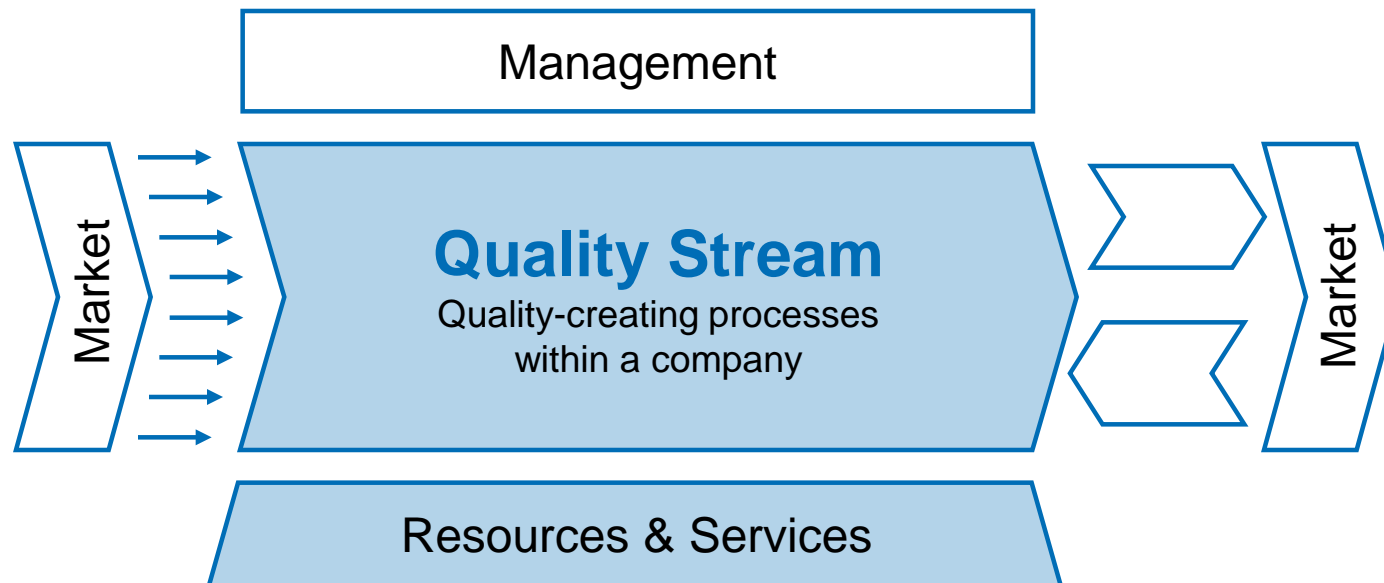 Management
Market
Quality Stream
Quality-creating processes
within a company
Market
Resources & Services